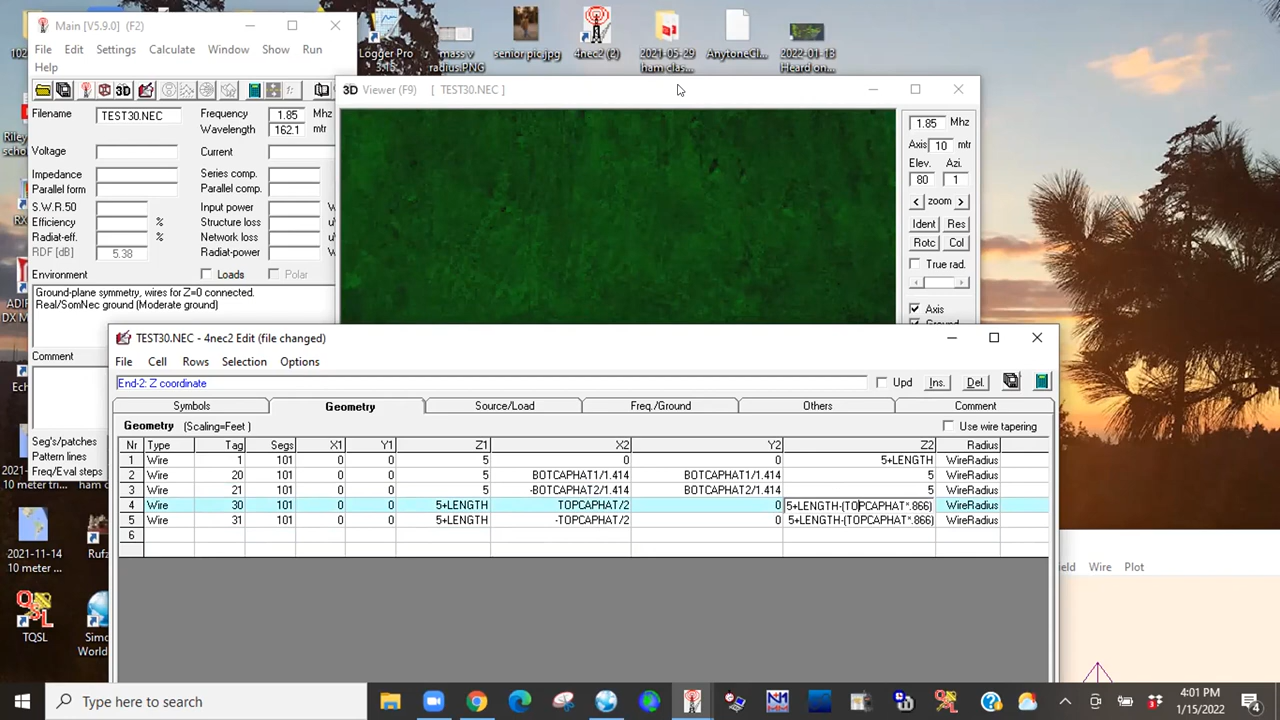 Main [V5.9.0] (F2)
File Edit Settings Calculate Window Show Run
Help
3D
Filename TEST30.NEC Frequency 1.85 Mhz
Wavelength 162.1 mtr
Voltage Current
Impedance Series comp.
Parallel form Parallel comp.
S.W.R.50 Input power W
Efficiency % Structure loss
Radiat-eff. % Network loss
RDF [dB] 5.38 Radiat-power W
Environment Loads Polar
Ground-plane symmetry, wires for Z=0 connected.
Real/SomNec ground (Moderate ground)
Comment
Seg's/patches
Pattern lines
Freq/Eval steps
Logger Pro
3.15
mass v
radius.PNG
senior pic.jpg
4nec2 (2)
2021-05-29
ham clas...
AnytoneCl...
2022-01-13
Heard on...
3D Viewer (F9) [ TEST30.NEC ]
1.85 Mhz
Axis 10 mtr
Elev. Azi.
80 1
< zoom >
Ident Res
Rotc Col
True rad.
Axis
TEST30.NEC - 4nec2 Edit (file changed)
File Cell Rows Selection Options
End-2: Z coordinate Upd Ins. Del.
Symbols Geometry Source/Load Freq./Ground Others Comment
Geometry (Scaling=Feet ) Use wire tapering
Nr Type Tag Segs X1 Y1 Z1 X2 Y2 Z2 Radius
1 Wire 1 101 0 0 5 0 0 5+LENGTH WireRadius
2 Wire 20 101 0 0 5 BOTCAPHAT1/1.414 BOTCAPHAT1/1.414 5 WireRadius
3 Wire 21 101 0 0 5 -BOTCAPHAT2/1.414 BOTCAPHAT2/1.414 5 WireRadius
4 Wire 30 101 0 0 5+LENGTH TOPCAPHAT/2 0 5+LENGTH-(TOPCAPHAT*.866) WireRadius
5 Wire 31 101 0 0 5+LENGTH -TOPCAPHAT/2 0 5+LENGTH-(TOPCAPHAT*.866) WireRadius
6
2021-11-14
10 meter ...
Rufz
TQSL
Simo
World...
eld Wire Plot
Type here to search
4:01 PM
1/15/2022
3
4